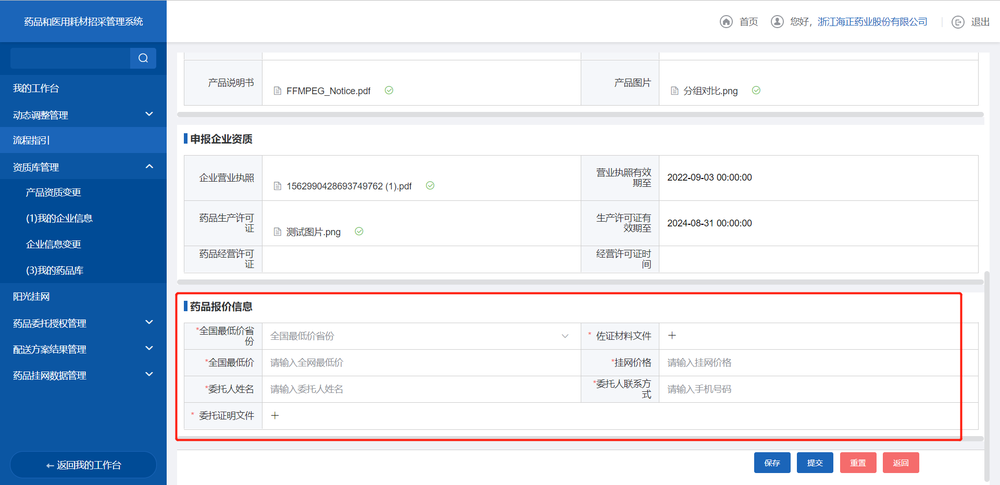 药品和医用耗材招采管理系统
首页
您好，浙江海正药业股份有限公司
退出
我的工作台
动态调整管理
流程指引
资质库管理
产品资质变更
(1)我的企业信息
企业信息变更
(3)我的药品库
阳光挂网
药品委托授权管理
配送方案结果管理
药品挂网数据管理
返回我的工作台
产品说明书
FFMPEG_Notice.pdf
产品图片
分组对比.png
申报企业资质
企业营业执照
1562990428693749762 (1).pdf
营业执照有效
期至
2022-09-03 00:00:00
药品生产许可
证
测试图片.png
生产许可证有
效期至
2024-08-31 00:00:00
药品经营许可
证
经营许可证时
间
药品报价信息
*全国最低价省
份
全国最低价省份
* 佐证材料文件
*全国最低价
请输入全网最低价
*挂网价格
请输入挂网价格
*委托人姓名
请输入委托人姓名
*委托人联系方
式
请输入手机号码
* 委托证明文件
保存
提交
重置
返回